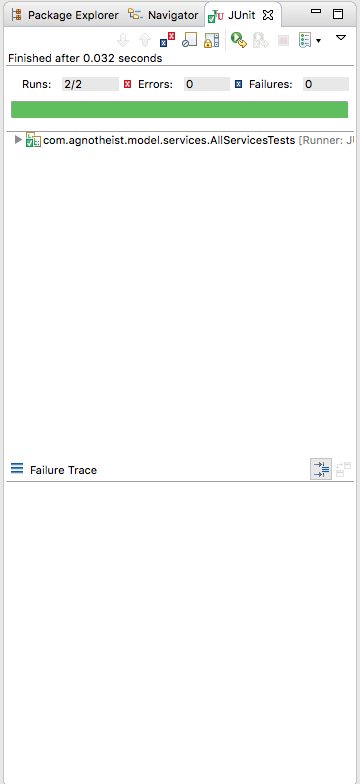 Package Explorer Navigator JUnit
Finished after 0.032 seconds
Runs: 2/2 Errors: 0 Failures: 0
com.agnotheist.model.services.AllServicesTests [Runner: JU
Failure Trace